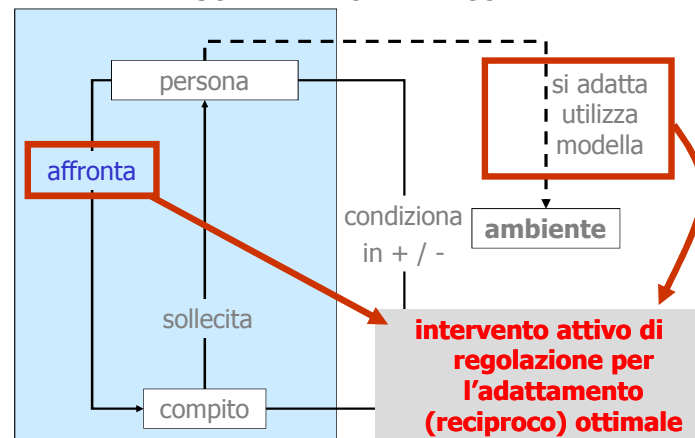 persona
si adatta
utilizza
modella
affronta
condiziona
in + / -
ambiente
sollecita
intervento attivo di
regolazione per
l'adattamento
(reciproco) ottimale
compito